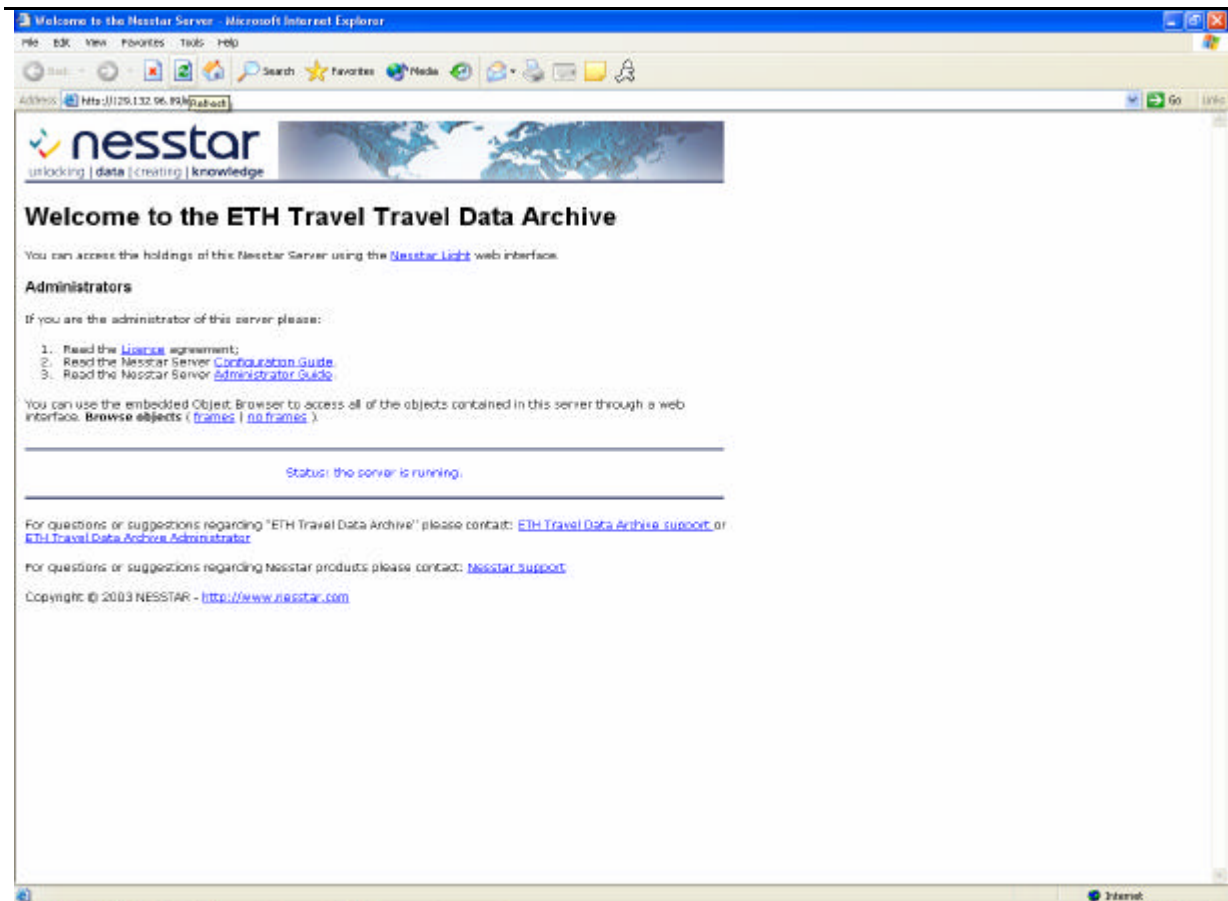 Welcome to the Nesstar Server - Microsoft Internet Explorer
File Edit View Favorites Tools Help
Back Search Favorites Media
Address http://129.132.96.89/ Refresh Go Links
nesstar
unlocking | data | creating | knowledge
Welcome to the ETH Travel Travel Data Archive
You can access the holdings of this Nesstar Server using the Nesstar Light web interface.
Administrators
If you are the administrator of this server please:
1. Read the Licence agreement;
2. Read the Nesstar Server Configuration Guide
3. Read the Nesstar Server Administrator Guide
You can use the embedded Object Browser to access all of the objects contained in this server through a web
interface. Browse objects ( frames | no frames ).
Status: the server is running.
For questions or suggestions regarding "ETH Travel Data Archive" please contact: ETH Travel Data Archive support or
ETH Travel Data Archive Administrator
For questions or suggestions regarding Nesstar products please contact: Nesstar Support
Copyright © 2003 NESSTAR - http://www.nesstar.com
Internet